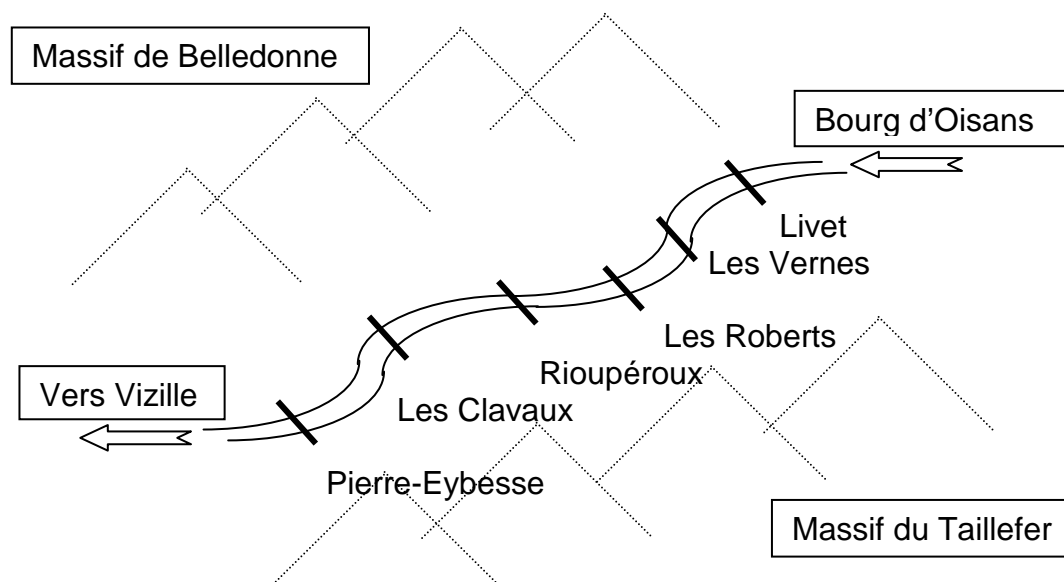 Massif de Belledonne
Bourg d'Oisans
Livet
Les Vernes
Les Roberts
Rioupéroux
Vers Vizille
Les Clavaux
Pierre-Eybesse
Massif du Taillefer